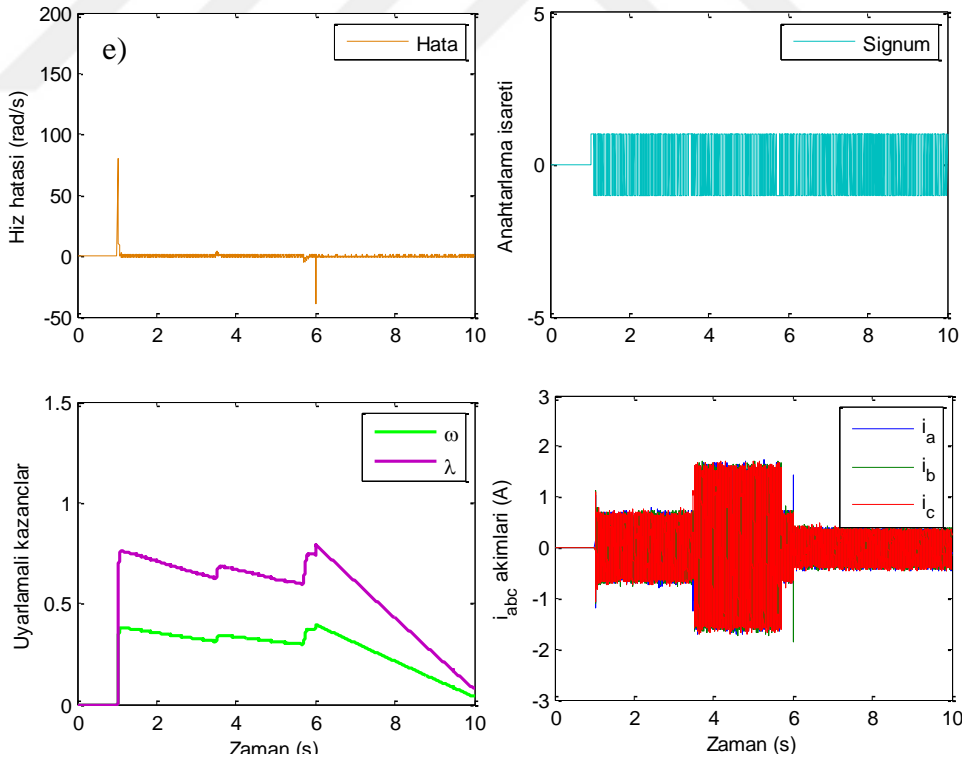 e)
Hata
Hiz hatasi (rad/s)
200
150
100
50
0
-50
0 2 4 6 8 10
Signum
Anahtarlama isareti
5
0
-5
0 2 4 6 8 10
ω
λ
Uyarlamali kazanclar
1.5
1
0.5
0
0 2 4 6 8 10
Zaman (s)
i_a
i_b
i_c
i_abc akimlari (A)
3
2
1
0
-1
-2
-3
0 2 4 6 8 10
Zaman (s)